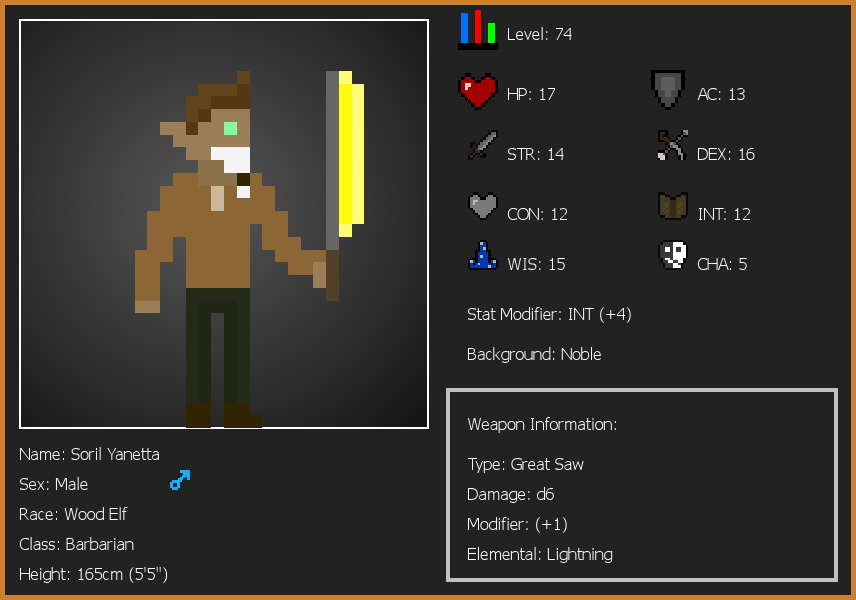 Level: 74
HP: 17
AC: 13
STR: 14
DEX: 16
CON: 12
INT: 12
WIS: 15
CHA: 5
Stat Modifier: INT (+4)
Background: Noble
Weapon Information:
Type: Great Saw
Damage: d6
Modifier: (+1)
Elemental: Lightning
Name: Soril Yanetta
Sex: Male
Race: Wood Elf
Class: Barbarian
Height: 165cm (5'5")